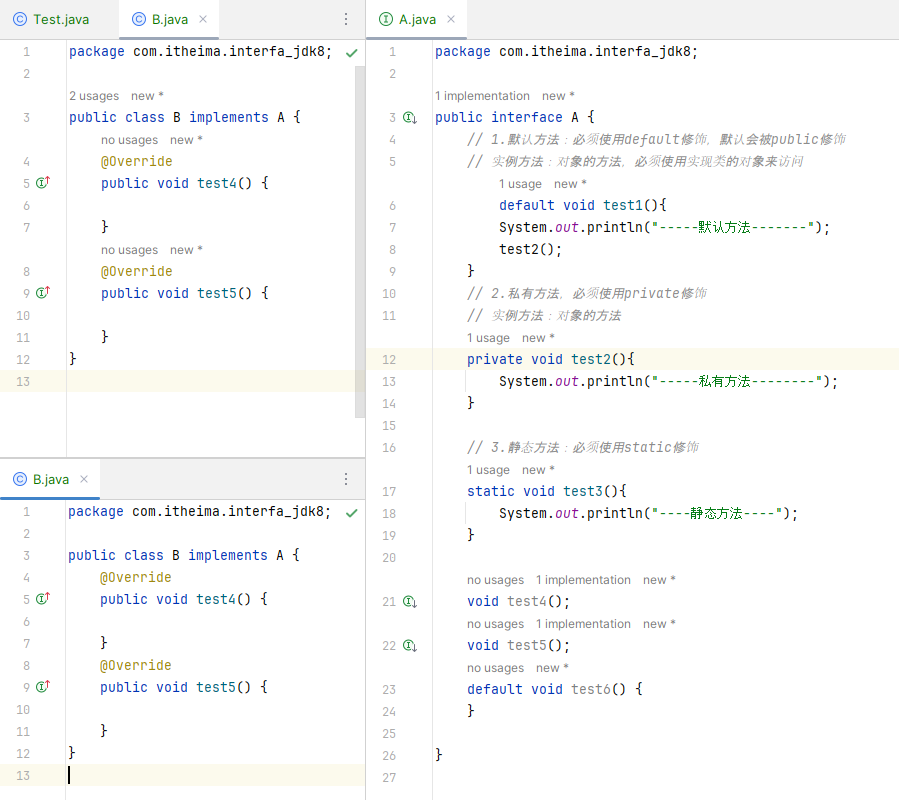 Test.java
B.java
1 package com.itheima.interfa_jdk8;
2
2 usages new *
3 public class B implements A {
no usages new *
4 @Override
5 public void test4() {
6
7 }
no usages new *
8 @Override
9 public void test5() {
10
11 }
12 }
13
B.java
1 package com.itheima.interfa_jdk8;
2
3 public class B implements A {
4 @Override
5 public void test4() {
6
7 }
8 @Override
9 public void test5() {
10
11 }
12 }
13
A.java
1 package com.itheima.interfa_jdk8;
2
1 implementation new *
3 public interface A {
4 // 1.默认方法：必须使用default修饰，默认会被public修饰
5 // 实例方法：对象的方法，必须使用实现类的对象来访问
1 usage new *
6 default void test1(){
7 System.out.println("-----默认方法-------");
8 test2();
9 }
10 // 2.私有方法，必须使用private修饰
11 // 实例方法：对象的方法
1 usage new *
12 private void test2(){
13 System.out.println("-----私有方法--------");
14 }
15
16 // 3.静态方法：必须使用static修饰
1 usage new *
17 static void test3(){
18 System.out.println("----静态方法----");
19 }
20
no usages 1 implementation new *
21 void test4();
no usages 1 implementation new *
22 void test5();
no usages new *
23 default void test6() {
24 }
25
26 }
27